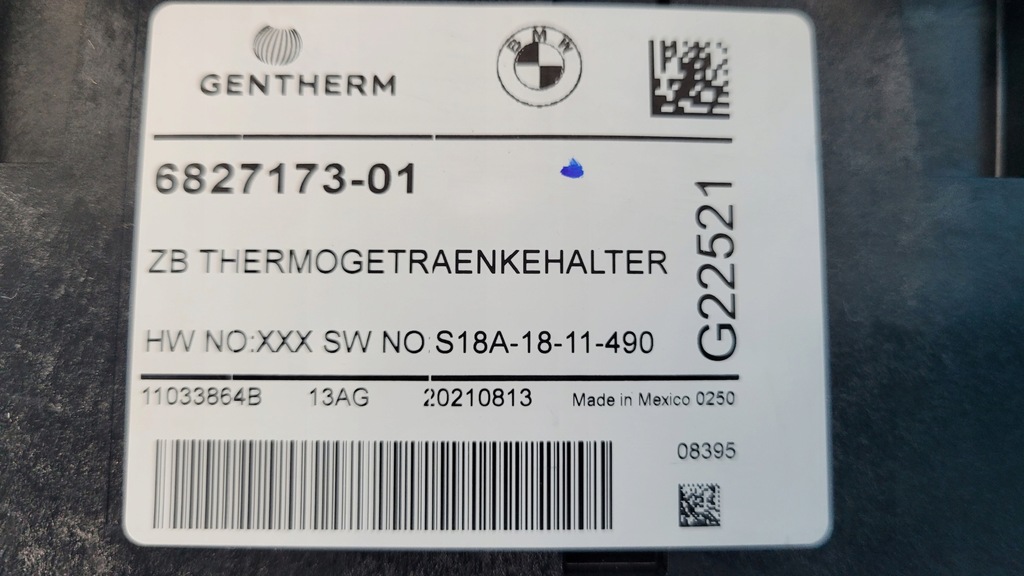 GENTHERM
BMW
6827173-01
ZB THERMOGETRAENKEHALTER
HW NO:XXX SW NO:S18A-18-11-490
G22521
11033864B 13AG 20210813 Made in Mexico 0250
08395